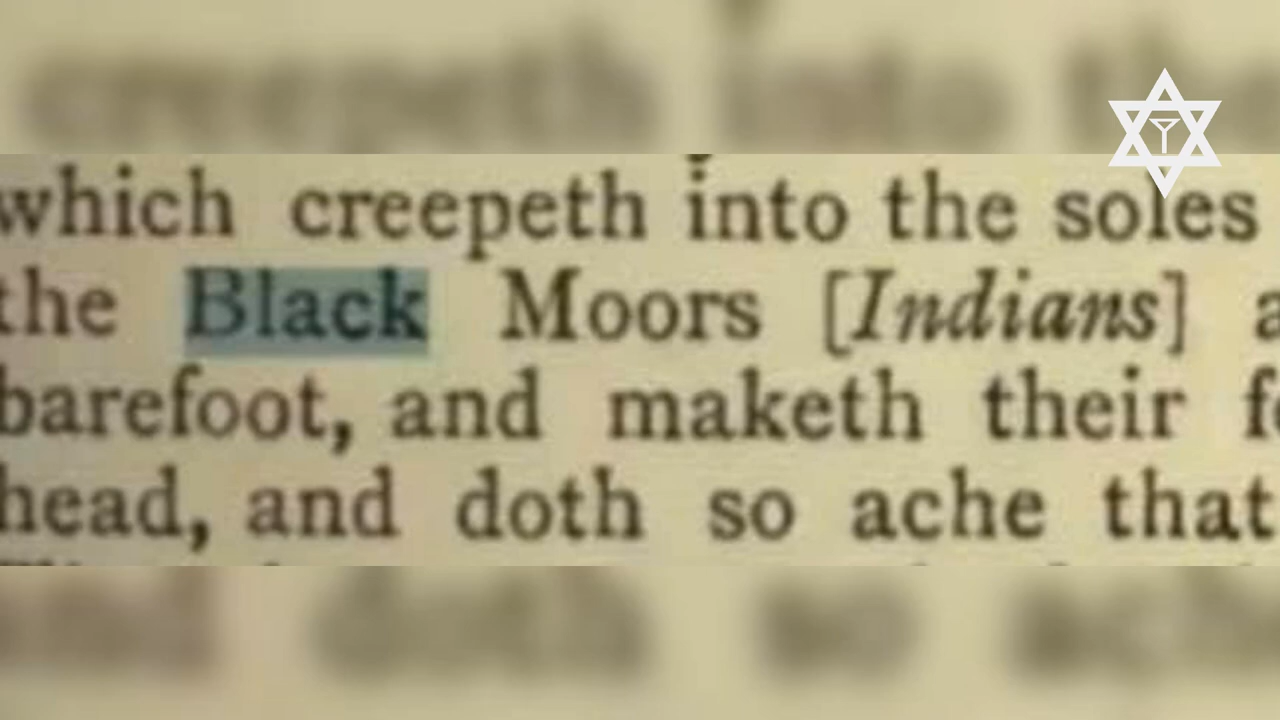 which creepeth into the soles
the Black Moors [Indians] a
barefoot, and maketh their
head, and doth so ache that